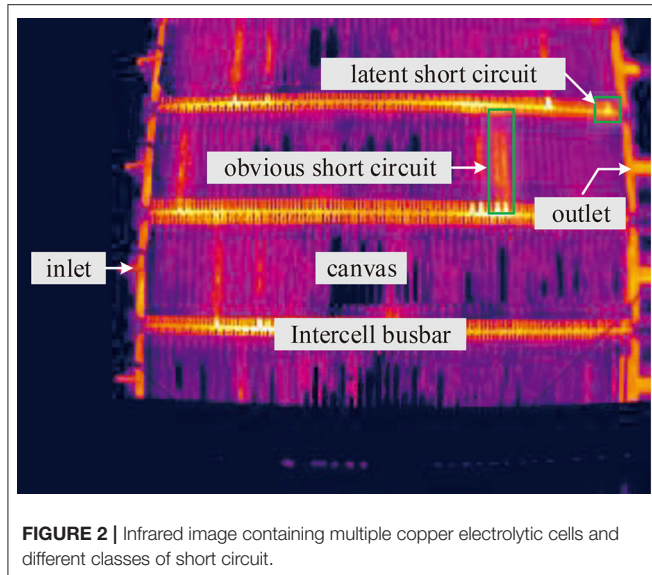 latent short circuit
obvious short circuit
outlet
inlet
canvas
Intercell busbar
FIGURE 2 | Infrared image containing multiple copper electrolytic cells and
different classes of short circuit.